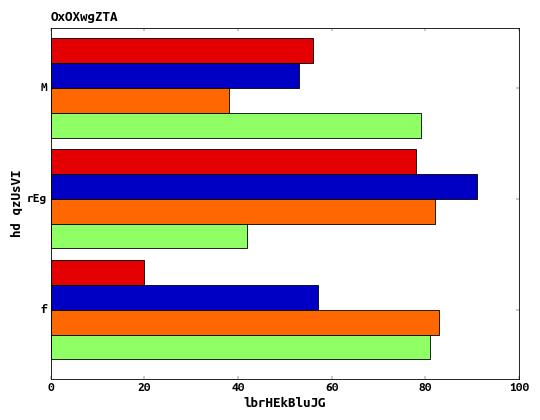 OxOXwgZTA
M
rEg
f
hd qzUsVI
0 20 40 60 80 100
lbrHEkBluJG